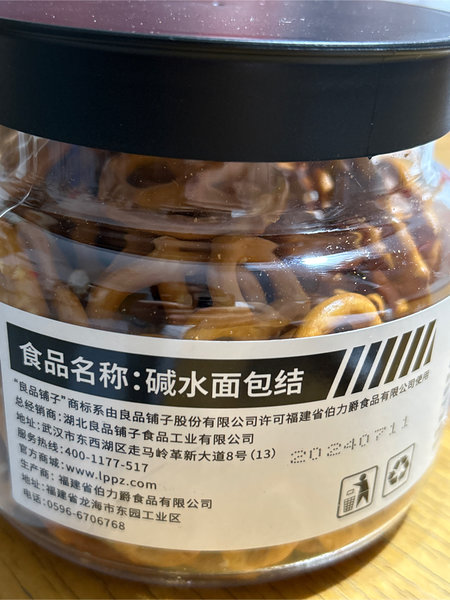 食品名称:碱水面包结
“良品铺子”商标系由良品铺子股份有限公司许可福建省伯力爵食品有限公司使用
总经销商:湖北良品铺子食品工业有限公司
地址:武汉市东西湖区走马岭革新大道8号(13)
20240711
服务热线:400-1177-517
官方商城:www.lppz.com
生产商:福建省伯力爵食品有限公司
地址:福建省龙海市东园工业区
电话:0596-6706768